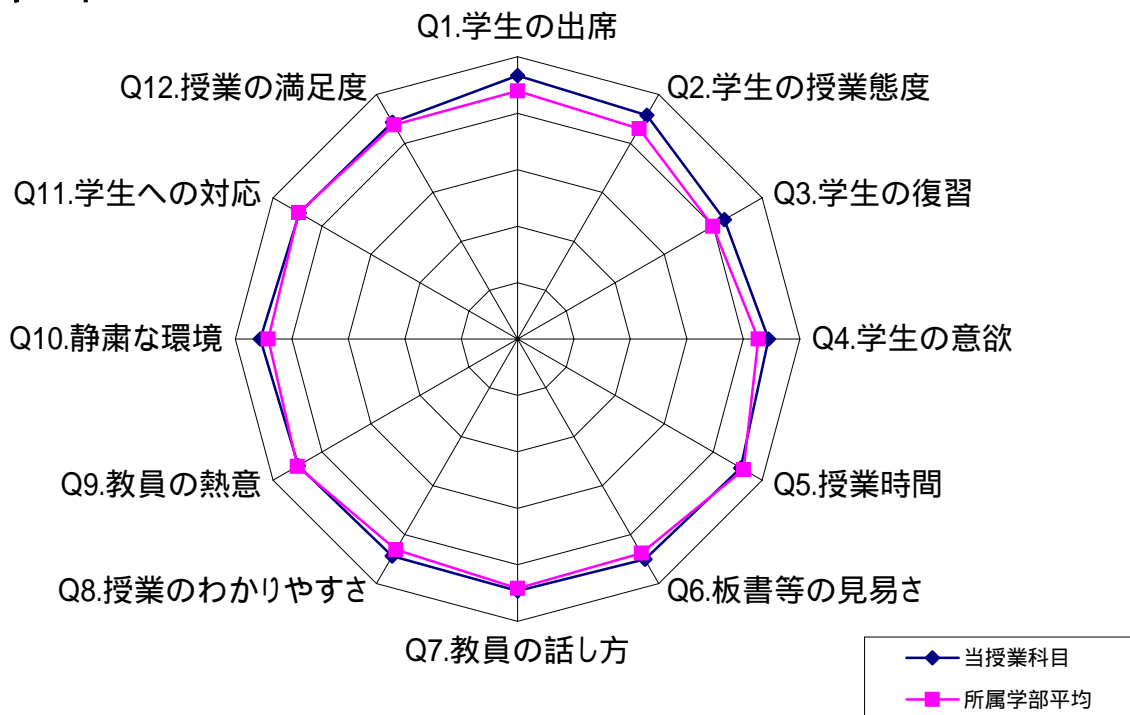 Q1.学生の出席
Q2.学生の授業態度
Q3.学生の復習
Q4.学生の意欲
Q5.授業時間
Q6.板書等の見易さ
Q7.教員の話し方
Q8.授業のわかりやすさ
Q9.教員の熱意
Q10.静粛な環境
Q11.学生への対応
Q12.授業の満足度
当授業科目
所属学部平均